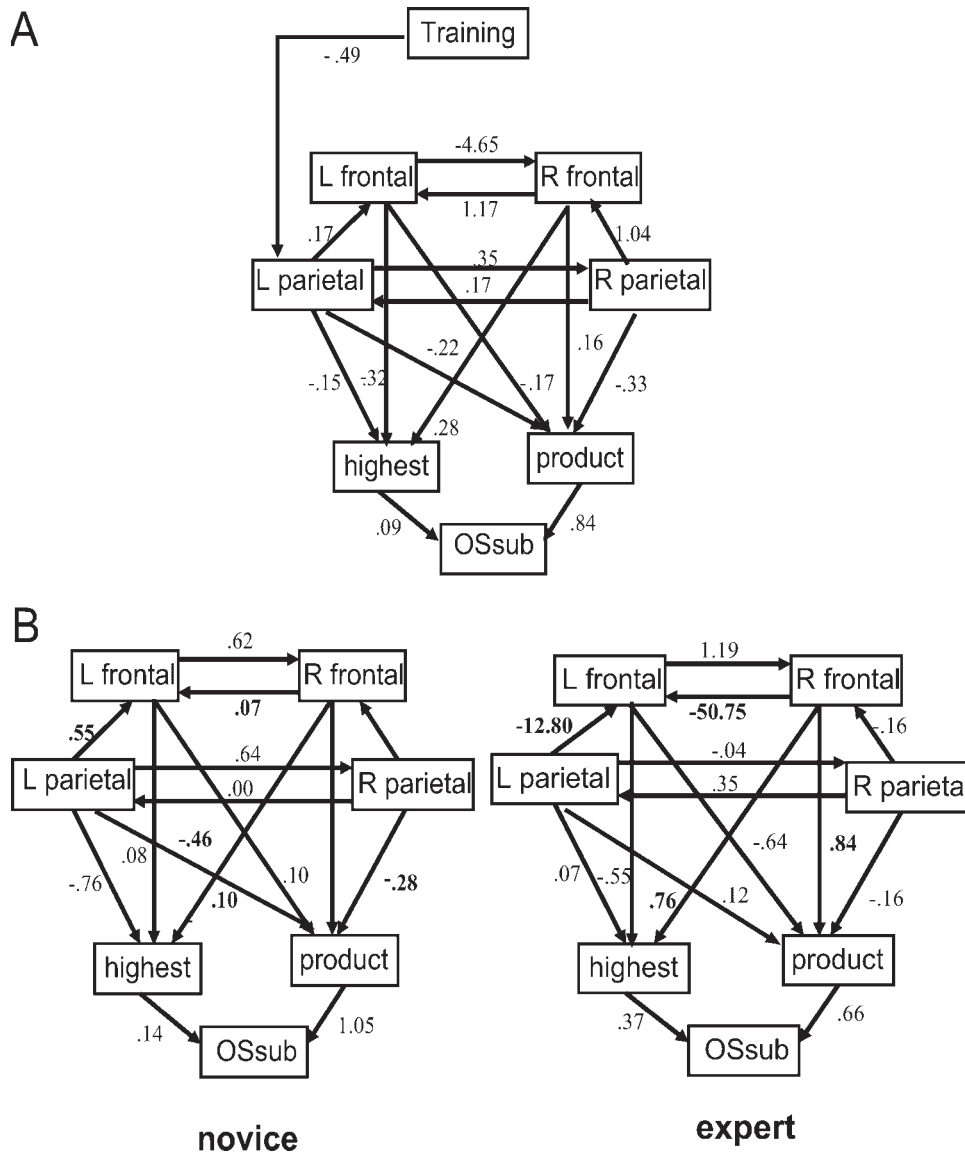 A
Training
- .49
-4.65
L frontal
R frontal
1.17
.17
1.04
.35
L parietal
R parietal
.17
-.22
.16
-.15
-.32
-.17
-.33
.28
highest
product
.09
.84
OSsub
B
.62
1.19
L frontal
R frontal
L frontal
R frontal
.07
-50.75
.55
-12.80
-.16
.64
-.04
L parietal
R parietal
L parietal
R parietal
.00
.35
-.46
.08
.10
-.64
.84
-.76
-.28
.07
-.55
.12
.10
.76
-.16
highest
product
highest
product
.14
1.05
.37
.66
OSsub
OSsub
novice
expert